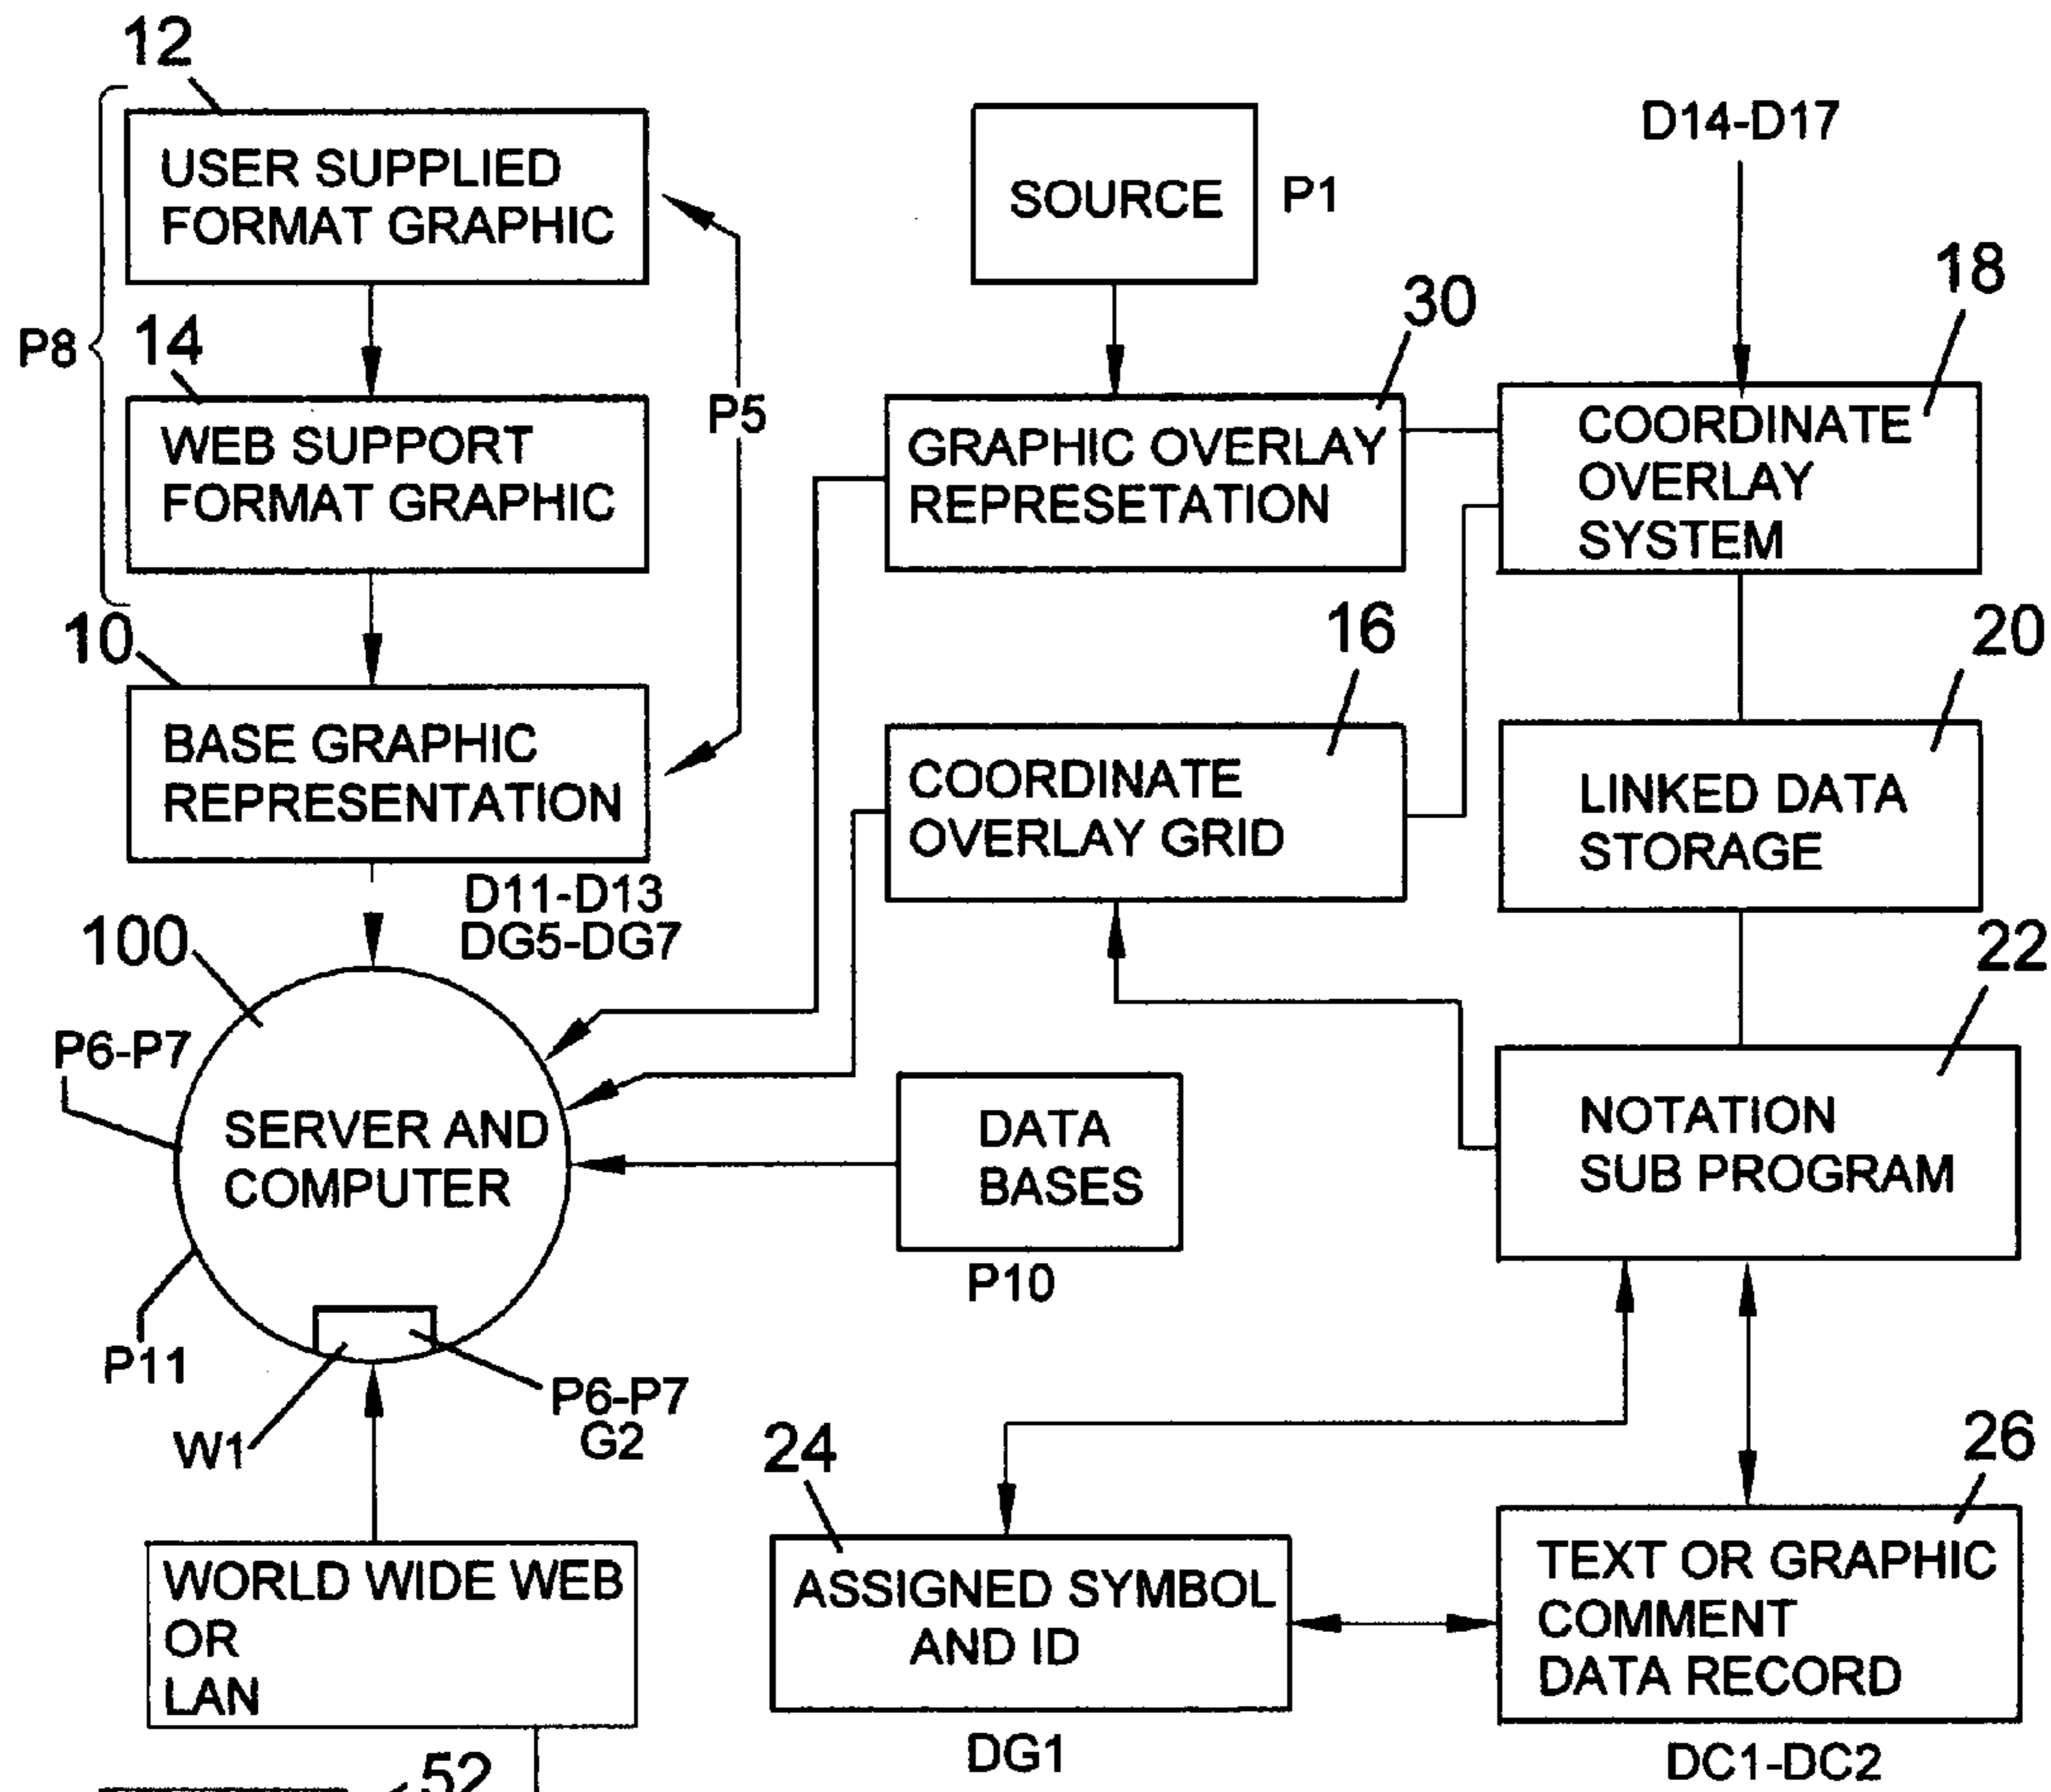 12
USER SUPPLIED
FORMAT GRAPHIC
P8
14
WEB SUPPORT
FORMAT GRAPHIC
P5
10
BASE GRAPHIC
REPRESENTATION
D11-D13
DG5-DG7
100
P6-P7
SERVER AND
COMPUTER
P11
W1
P6-P7
G2
WORLD WIDE WEB
OR
LAN
52
SOURCE
P1
30
GRAPHIC OVERLAY
REPRESETATION
16
COORDINATE
OVERLAY GRID
DATA
BASES
P10
D14-D17
18
COORDINATE
OVERLAY
SYSTEM
20
LINKED DATA
STORAGE
22
NOTATION
SUB PROGRAM
24
ASSIGNED SYMBOL
AND ID
DG1
26
TEXT OR GRAPHIC
COMMENT
DATA RECORD
DC1-DC2